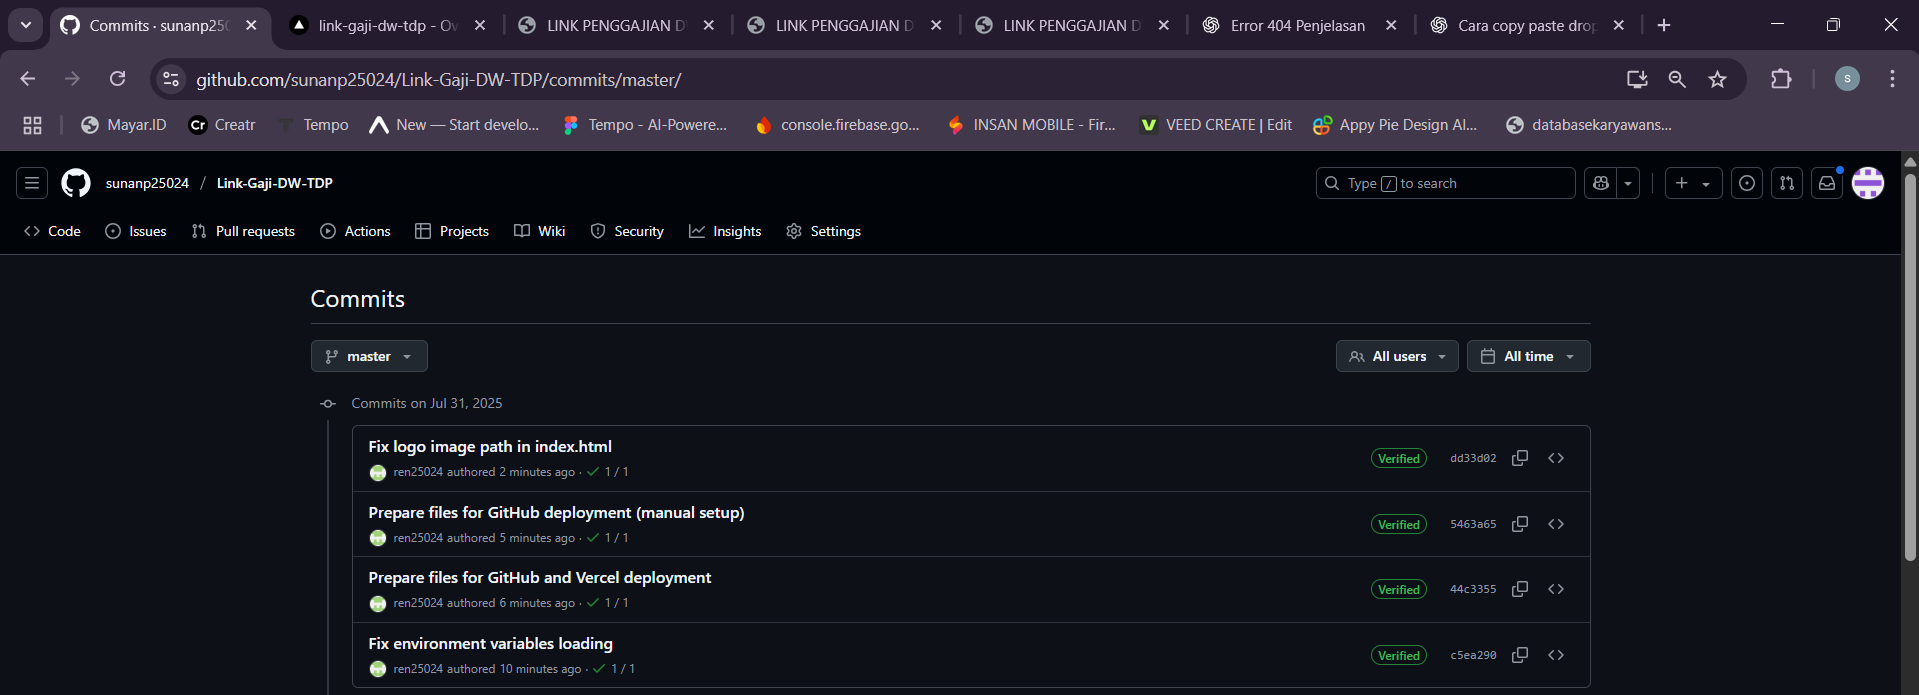 Commits · sunanp250
link-gaji-dw-tdp - Ov
LINK PENGGAJIAN D
LINK PENGGAJIAN D
LINK PENGGAJIAN D
Error 404 Penjelasan
Cara copy paste drop
github.com/sunanp25024/Link-Gaji-DW-TDP/commits/master/
S
Mayar.ID
Cr Creatr
Tempo
New — Start develo...
Tempo - AI-Powere...
console.firebase.go...
INSAN MOBILE - Fir...
V VEED CREATE | Edit
Appy Pie Design AI...
databasekaryawans...
sunanp25024 / Link-Gaji-DW-TDP
Type / to search
Code
Issues
Pull requests
Actions
Projects
Wiki
Security
Insights
Settings
Commits
master
All users
All time
Commits on Jul 31, 2025
Fix logo image path in index.html
ren25024 authored 2 minutes ago · ✓ 1 / 1
Verified
dd33d02
Prepare files for GitHub deployment (manual setup)
ren25024 authored 5 minutes ago · ✓ 1 / 1
Verified
5463a65
Prepare files for GitHub and Vercel deployment
ren25024 authored 6 minutes ago · ✓ 1 / 1
Verified
44c3355
Fix environment variables loading
ren25024 authored 10 minutes ago · ✓ 1 / 1
Verified
c5ea290